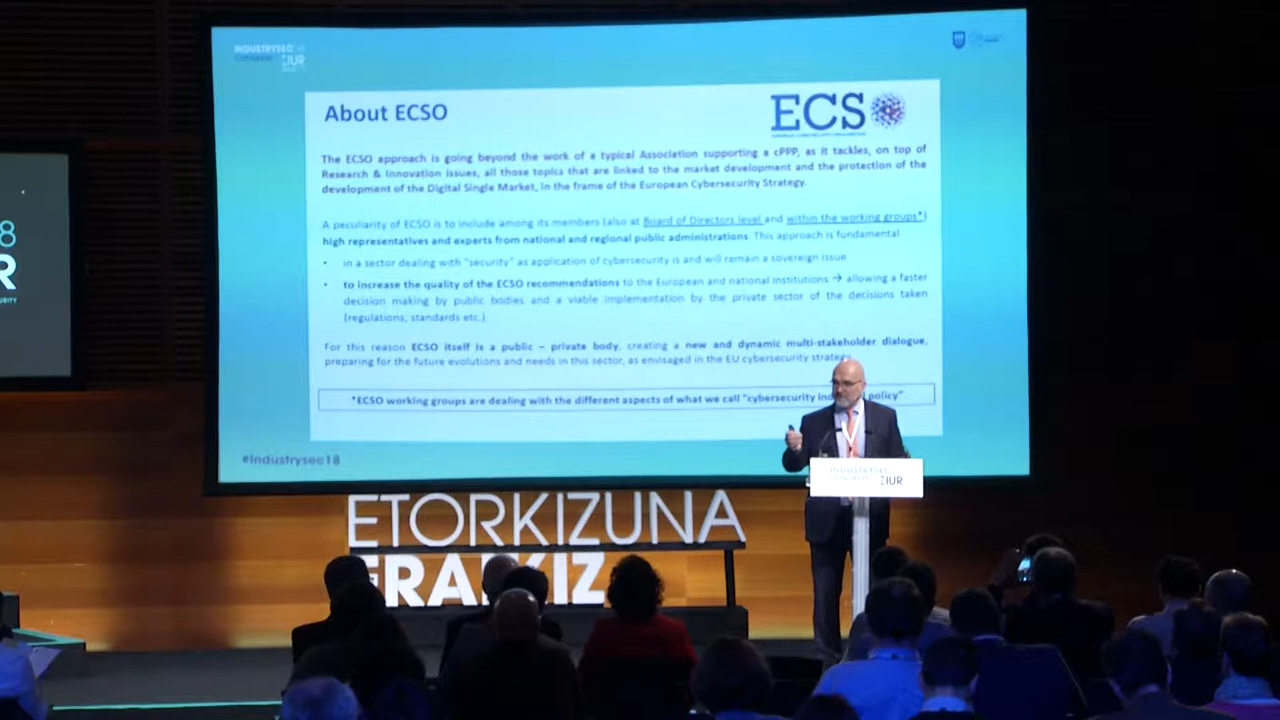 INDUSTRYSEC
ZIUR
About ECSO
ECS
The ECSO approach is going beyond the work of a typical Association supporting a cPPP, as it tackles, on top of
Research & Innovation issues, all those topics that are linked to the market development and the protection of the
development of the Digital Single Market, in the frame of the European Cybersecurity Strategy.
A peculiarity of ECSO is to include among its members (also at Board of Directors level and within the working groups*)
high representatives and experts from national and regional public administrations. This approach is fundamental
• in a sector dealing with "security" as application of cybersecurity is and will remain a sovereign issue
• to increase the quality of the ECSO recommendations to the European and national institutions → allowing a faster
decision making by public bodies and a viable implementation by the private sector of the decisions taken
(regulations, standards etc.)
For this reason ECSO itself is a public – private body, creating a new and dynamic multi-stakeholder dialogue,
preparing for the future evolutions and needs in this sector, as envisaged in the EU cybersecurity strategy
*ECSO working groups are dealing with the different aspects of what we call "cybersecurity policy"
#Industrysec18
8
R
INDUSTRYSEC
ZIUR
ETORKIZUNA
ERAIKIZ